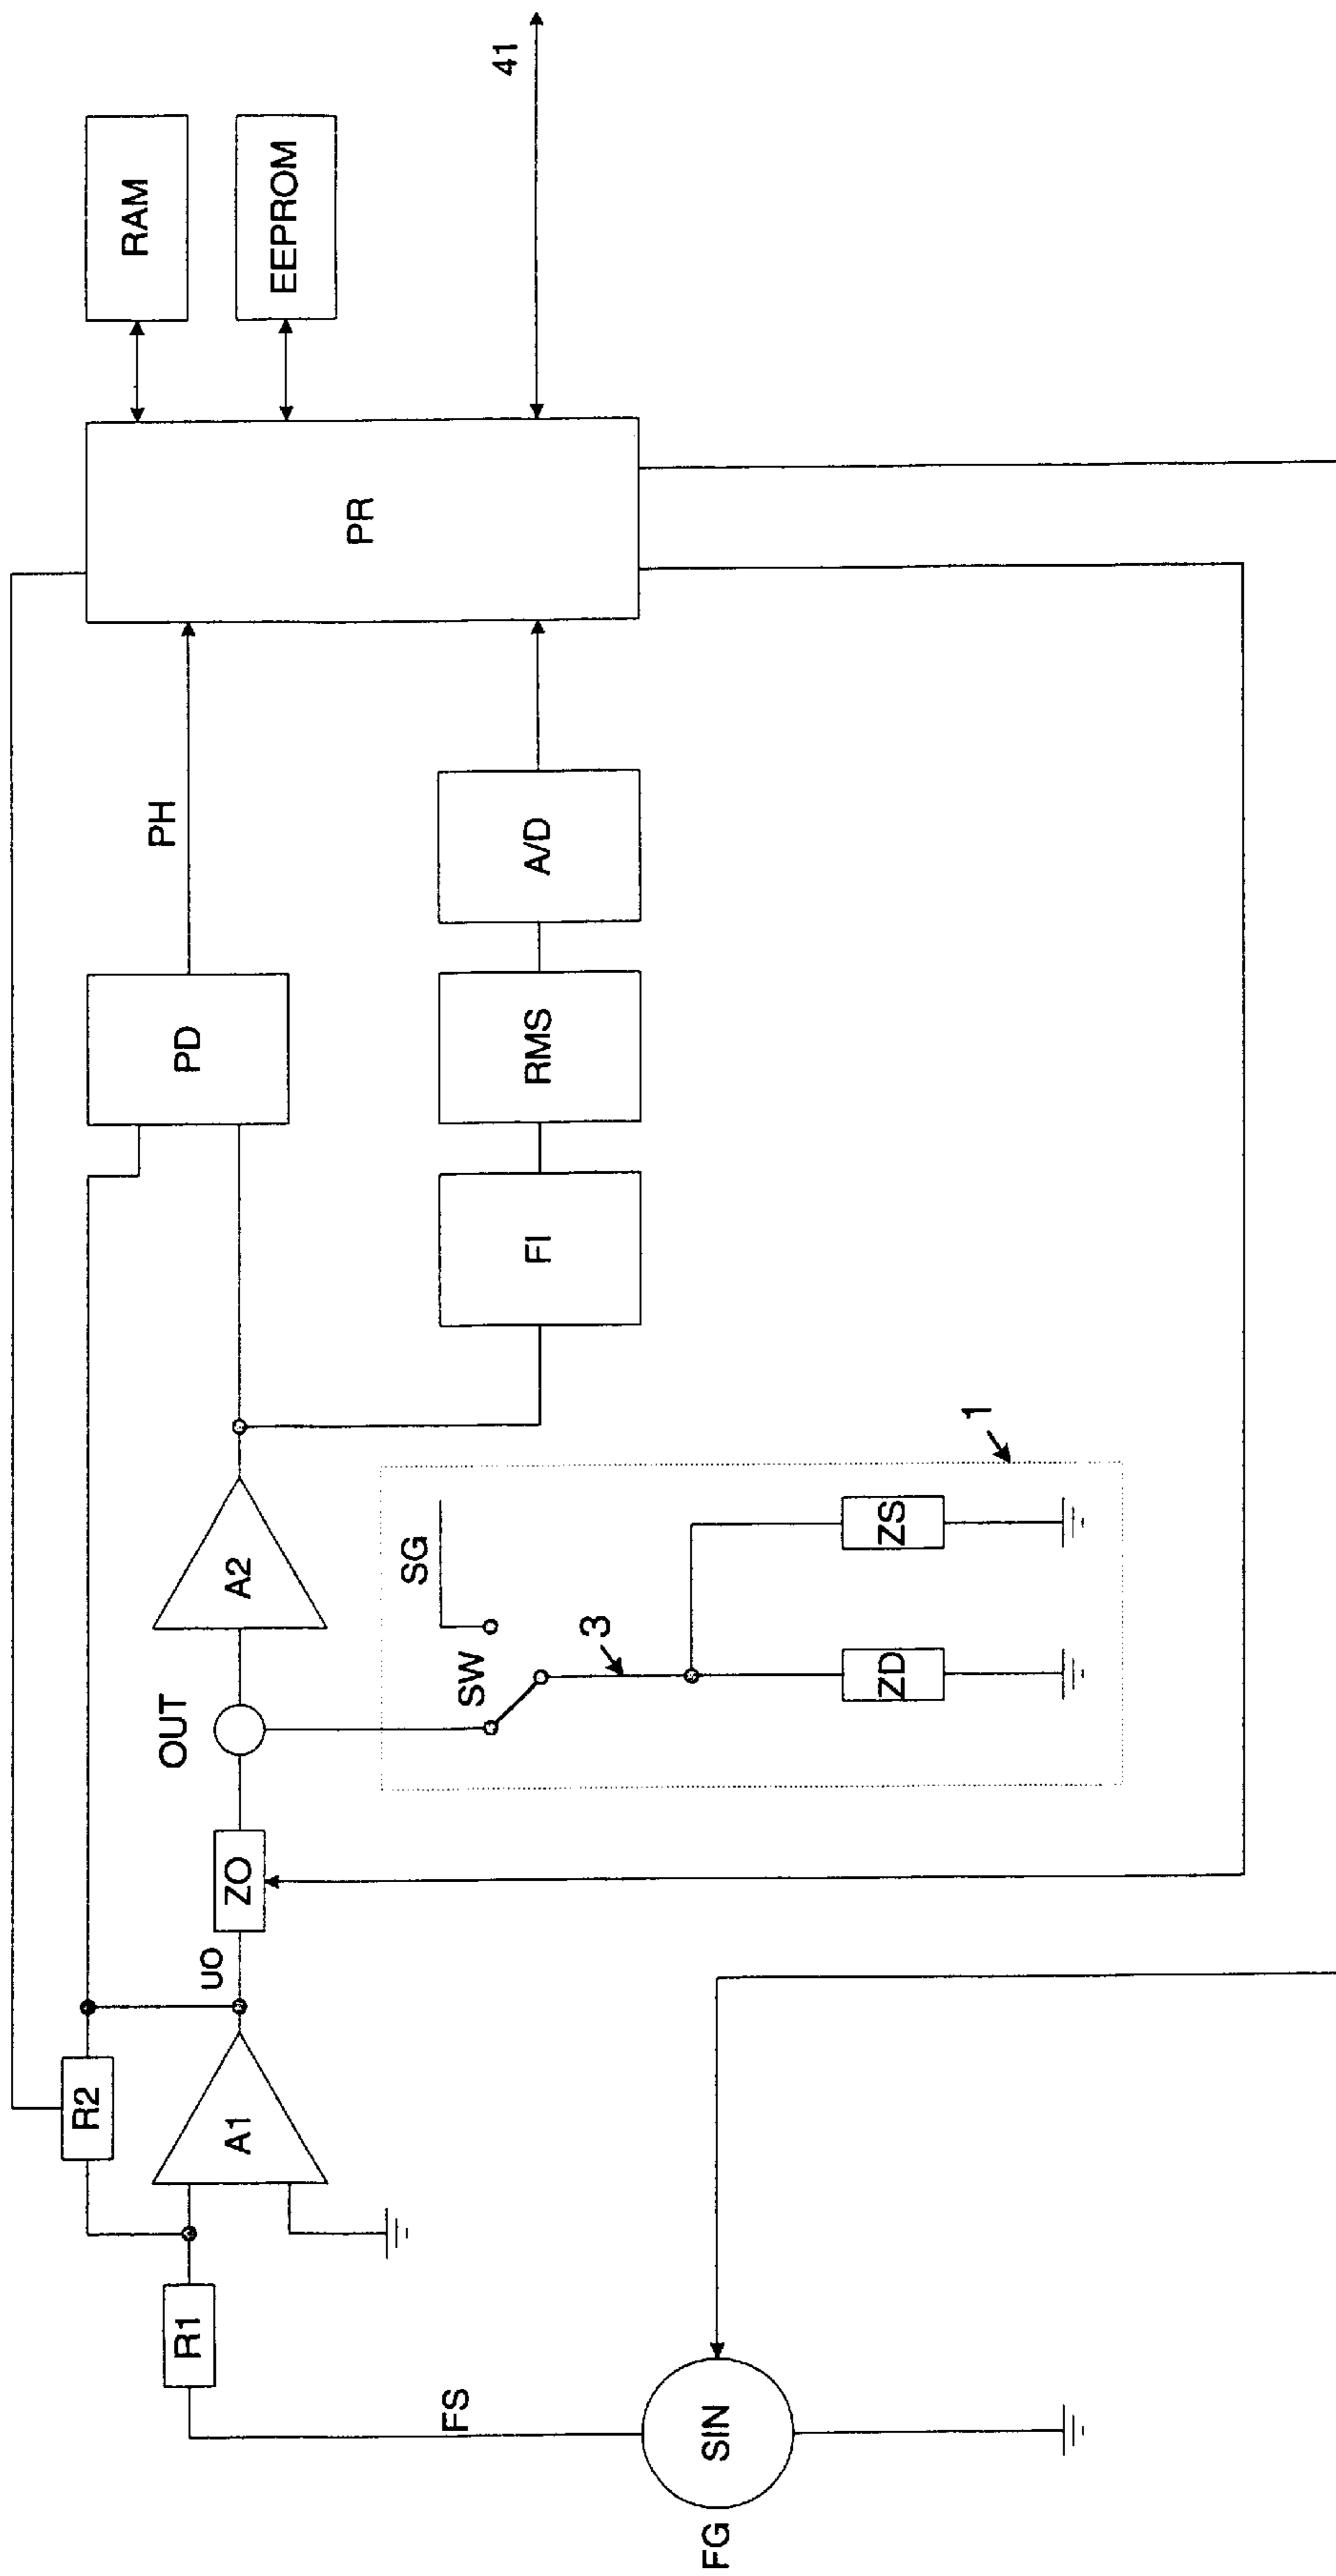 RAM
EEPROM
41
PR
PH
PD
A/D
RMS
FI
A2
OUT
SG
SW
3
1
ZS
ZD
ZO
UO
R2
A1
R1
FS
SIN
FG